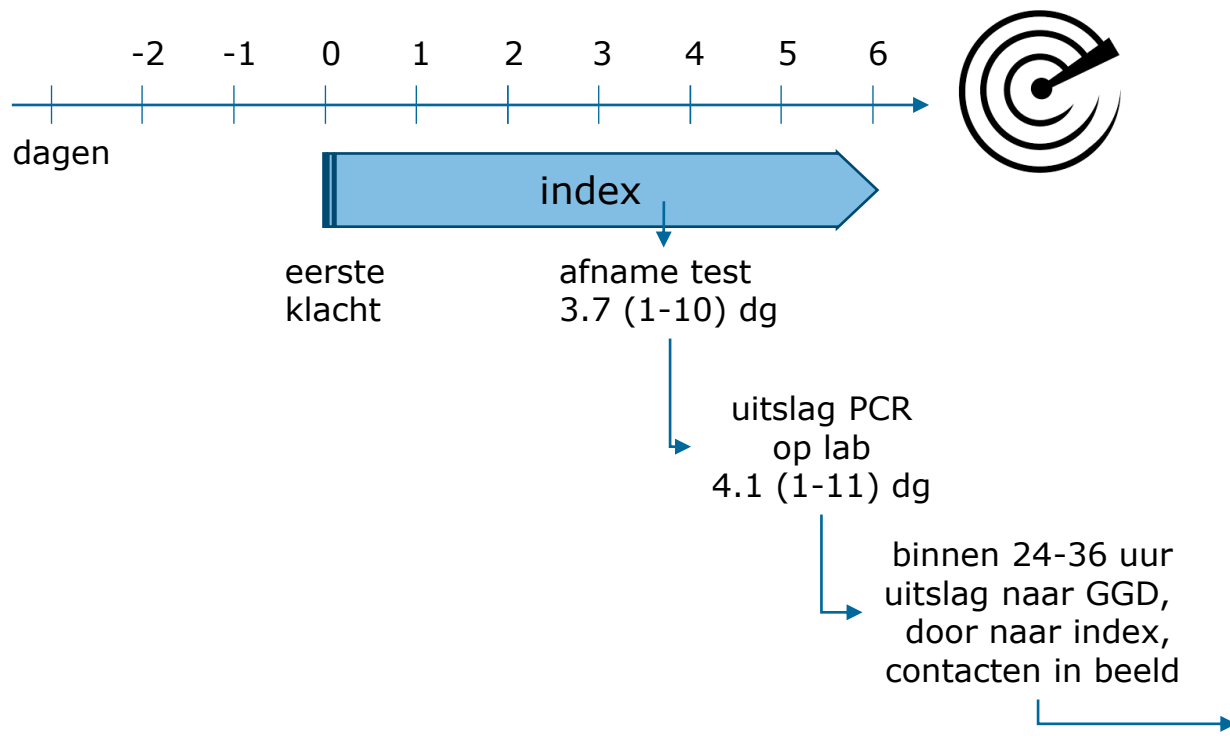 -2 -1 0 1 2 3 4 5 6
dagen
index
eerste
klacht
afname test
3.7 (1-10) dg
uitslag PCR
op lab
4.1 (1-11) dg
binnen 24-36 uur
uitslag naar GGD,
door naar index,
contacten in beeld